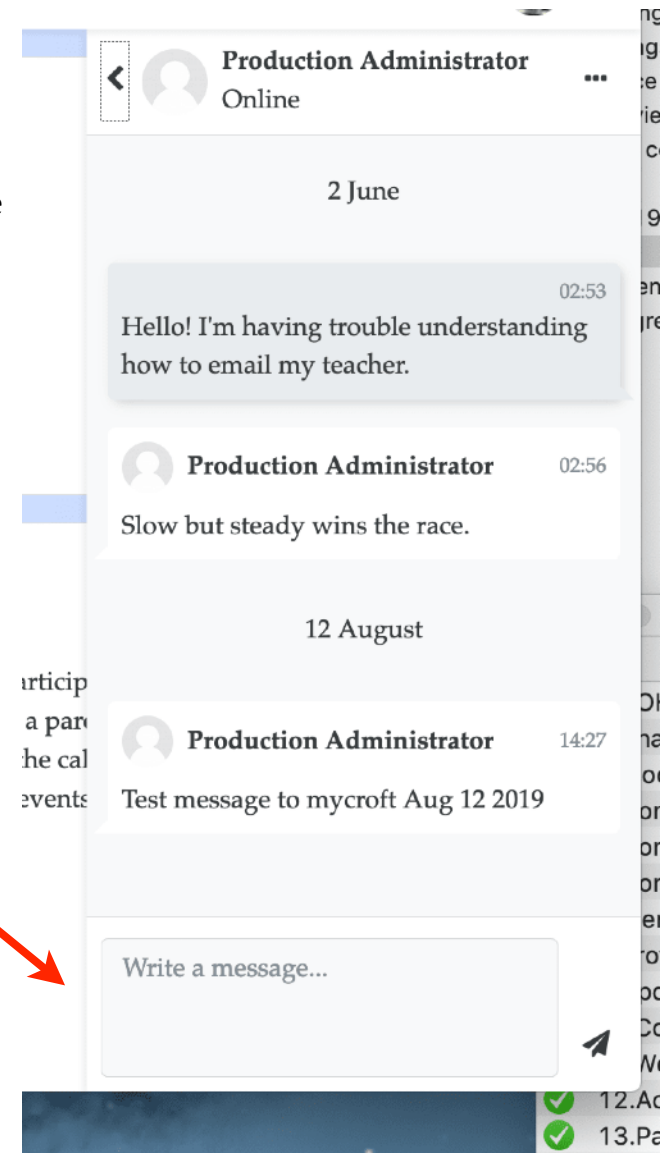 Production Administrator
Online
2 June
02:53
Hello! I'm having trouble understanding
how to email my teacher.
Production Administrator 02:56
Slow but steady wins the race.
12 August
Production Administrator 14:27
Test message to mycroft Aug 12 2019
Write a message...
12.Ac
13.Pa